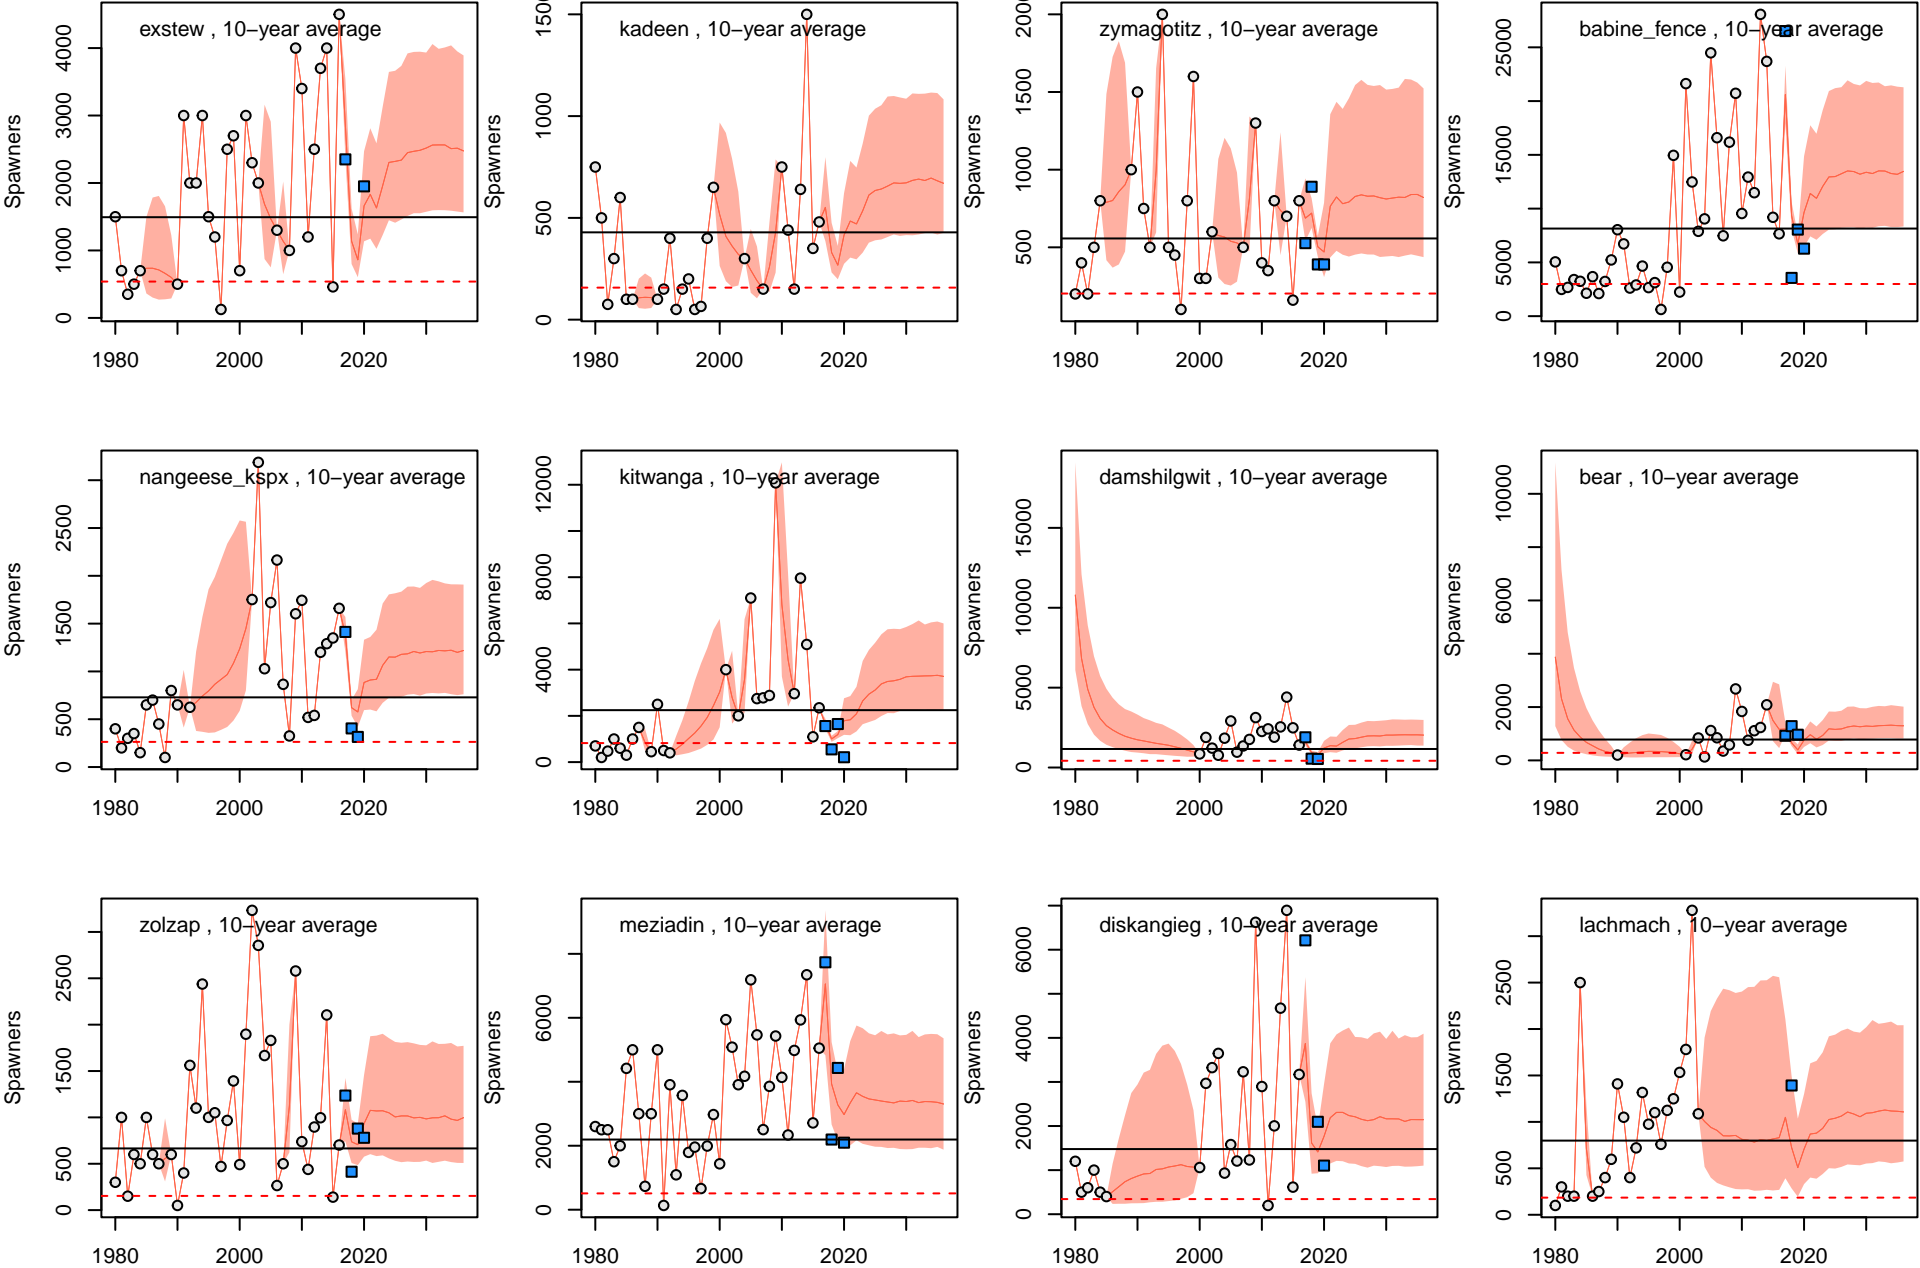 exstew , 10−year average
Spawners
0 1000 2000 3000 4000
1980 2000 2020
kadeen , 10−year average
Spawners
0 500 1000
1980 2000 2020
zymagotitz , 10−year average
Spawners
500 1000 1500
1980 2000 2020
babine_fence , 10−year average
Spawners
0 5000 15000 25000
1980 2000 2020
nangeese_kspx , 10−year average
Spawners
0 500 1500 2500
1980 2000 2020
kitwanga , 10−year average
Spawners
0 4000 8000 12000
1980 2000 2020
damshilgwit , 10−year average
Spawners
0 5000 10000 15000
1980 2000 2020
bear , 10−year average
Spawners
0 2000 6000 10000
1980 2000 2020
zolzap , 10−year average
Spawners
0 500 1500 2500
1980 2000 2020
meziadin , 10−year average
Spawners
0 2000 6000
1980 2000 2020
diskangieg , 10−year average
Spawners
0 2000 4000 6000
1980 2000 2020
lachmach , 10−year average
Spawners
0 500 1500 2500
1980 2000 2020